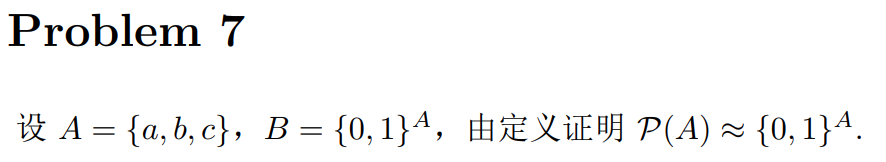 Problem 7
设 A = {a, b, c}，B = {0, 1}^A，由定义证明 𝒫(A) ≈ {0, 1}^A.